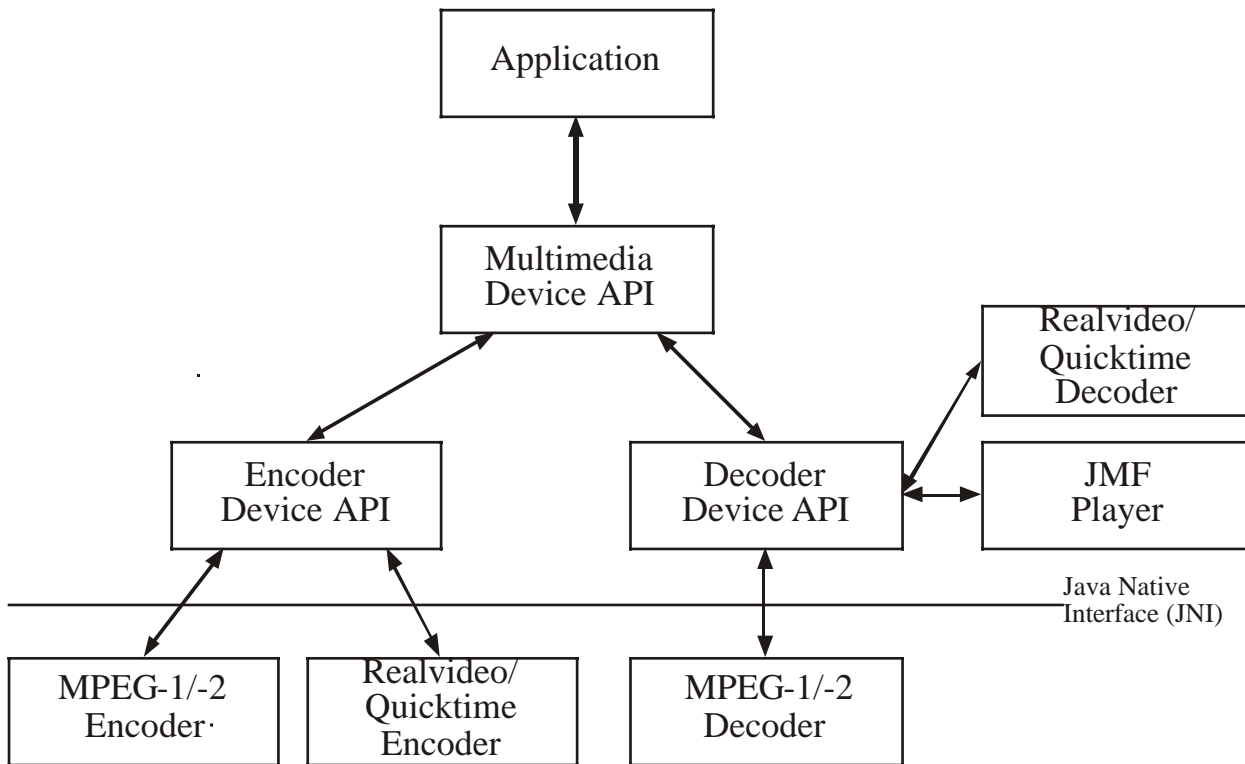 Application
Multimedia
Device API
Realvideo/
Quicktime
Decoder
Encoder
Device API
Decoder
Device API
JMF
Player
Java Native
Interface (JNI)
MPEG-1/-2
Encoder
Realvideo/
Quicktime
Encoder
MPEG-1/-2
Decoder